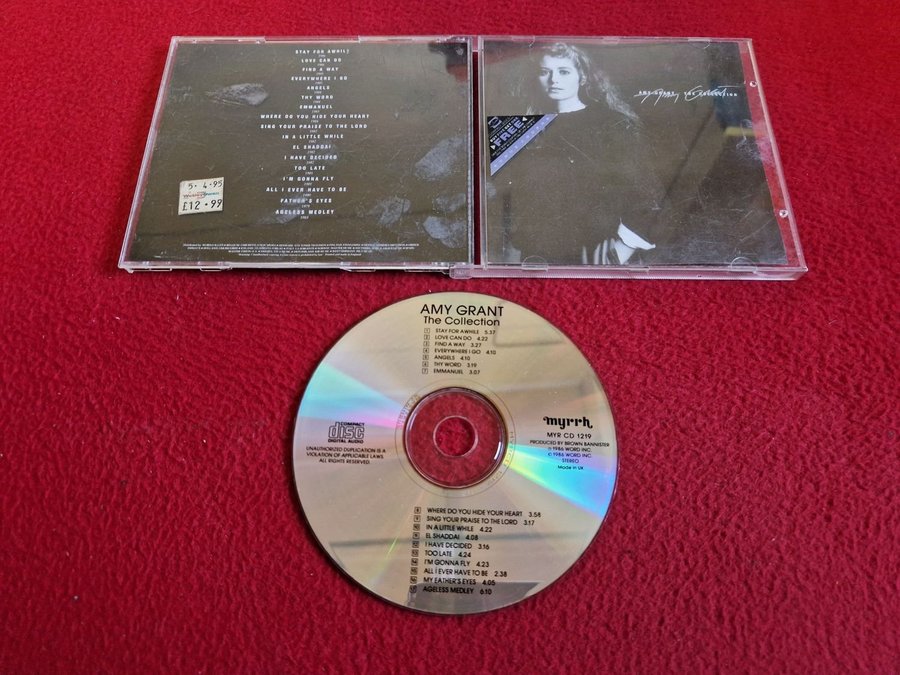 STAY FOR AWHILE
LOVE CAN DO
FIND A WAY
EVERYWHERE I GO
ANGELS
THY WORD
EMMANUEL
WHERE DO YOU HIDE YOUR HEART
SING YOUR PRAISE TO THE LORD
IN A LITTLE WHILE
EL SHADDAI
I HAVE DECIDED
TOO LATE
I'M GONNA FLY
ALL I EVER HAVE TO BE
FATHER'S EYES
AGELESS MEDLEY
5·4·95
£12·99
AMY GRANT THE COLLECTION
FREE
AMY GRANT
The Collection
1 STAY FOR AWHILE 5.37
2 LOVE CAN DO 4.22
3 FIND A WAY 3.27
4 EVERYWHERE I GO 4.10
5 ANGELS 4.10
6 THY WORD 3.19
7 EMMANUEL 3.07
COMPACT
disc
DIGITAL AUDIO
UNAUTHORIZED DUPLICATION IS A
VIOLATION OF APPLICABLE LAWS
ALL RIGHTS RESERVED.
myrrh
MYR CD 1219
PRODUCED BY BROWN BANNISTER
℗ 1986 WORD INC.
© 1986 WORD INC.
STEREO
Made in UK
8 WHERE DO YOU HIDE YOUR HEART 3.58
9 SING YOUR PRAISE TO THE LORD 3.17
10 IN A LITTLE WHILE 4.22
11 EL SHADDAI 4.08
12 I HAVE DECIDED 3.16
13 TOO LATE 4.24
14 I'M GONNA FLY 4.23
15 ALL I EVER HAVE TO BE 2.38
16 MY FATHER'S EYES 4.05
17 AGELESS MEDLEY 6.10